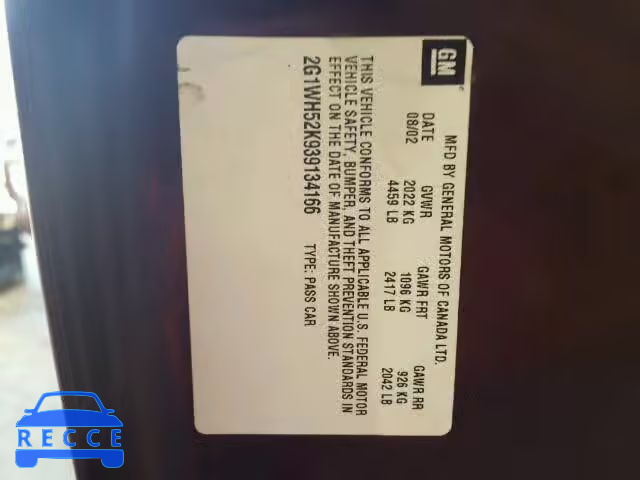 GM
MFD BY GENERAL MOTORS OF CANADA LTD.
DATE GVWR GAWR FRT GAWR RR
08/02 2022 KG 1096 KG 926 KG
4459 LB 2417 LB 2042 LB
THIS VEHICLE CONFORMS TO ALL APPLICABLE U.S. FEDERAL MOTOR
VEHICLE SAFETY, BUMPER, AND THEFT PREVENTION STANDARDS IN
EFFECT ON THE DATE OF MANUFACTURE SHOWN ABOVE.
2G1WH52K939134166 TYPE: PASS CAR
RECCE